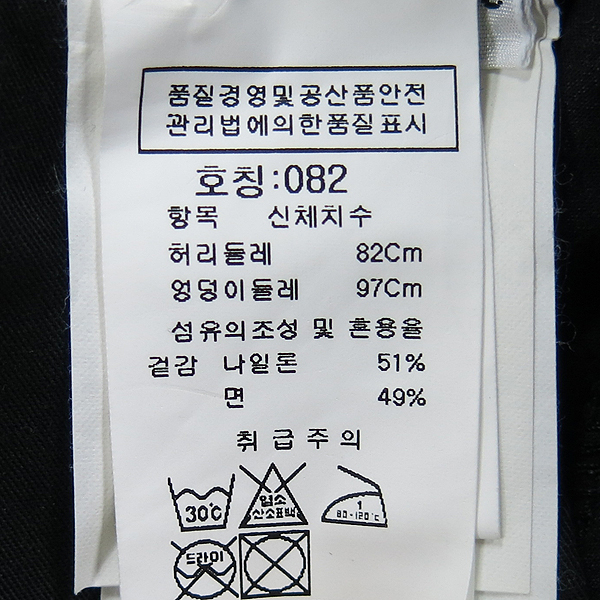 품질경영및공산품안전
관리법에의한품질표시
호칭:082
항목 신체치수
허리둘레 82Cm
엉덩이둘레 97Cm
섬유의조성 및 혼용율
겉감 나일론 51%
면 49%
취급주의
30℃
염소
산소표백
1
80-120℃
드라이